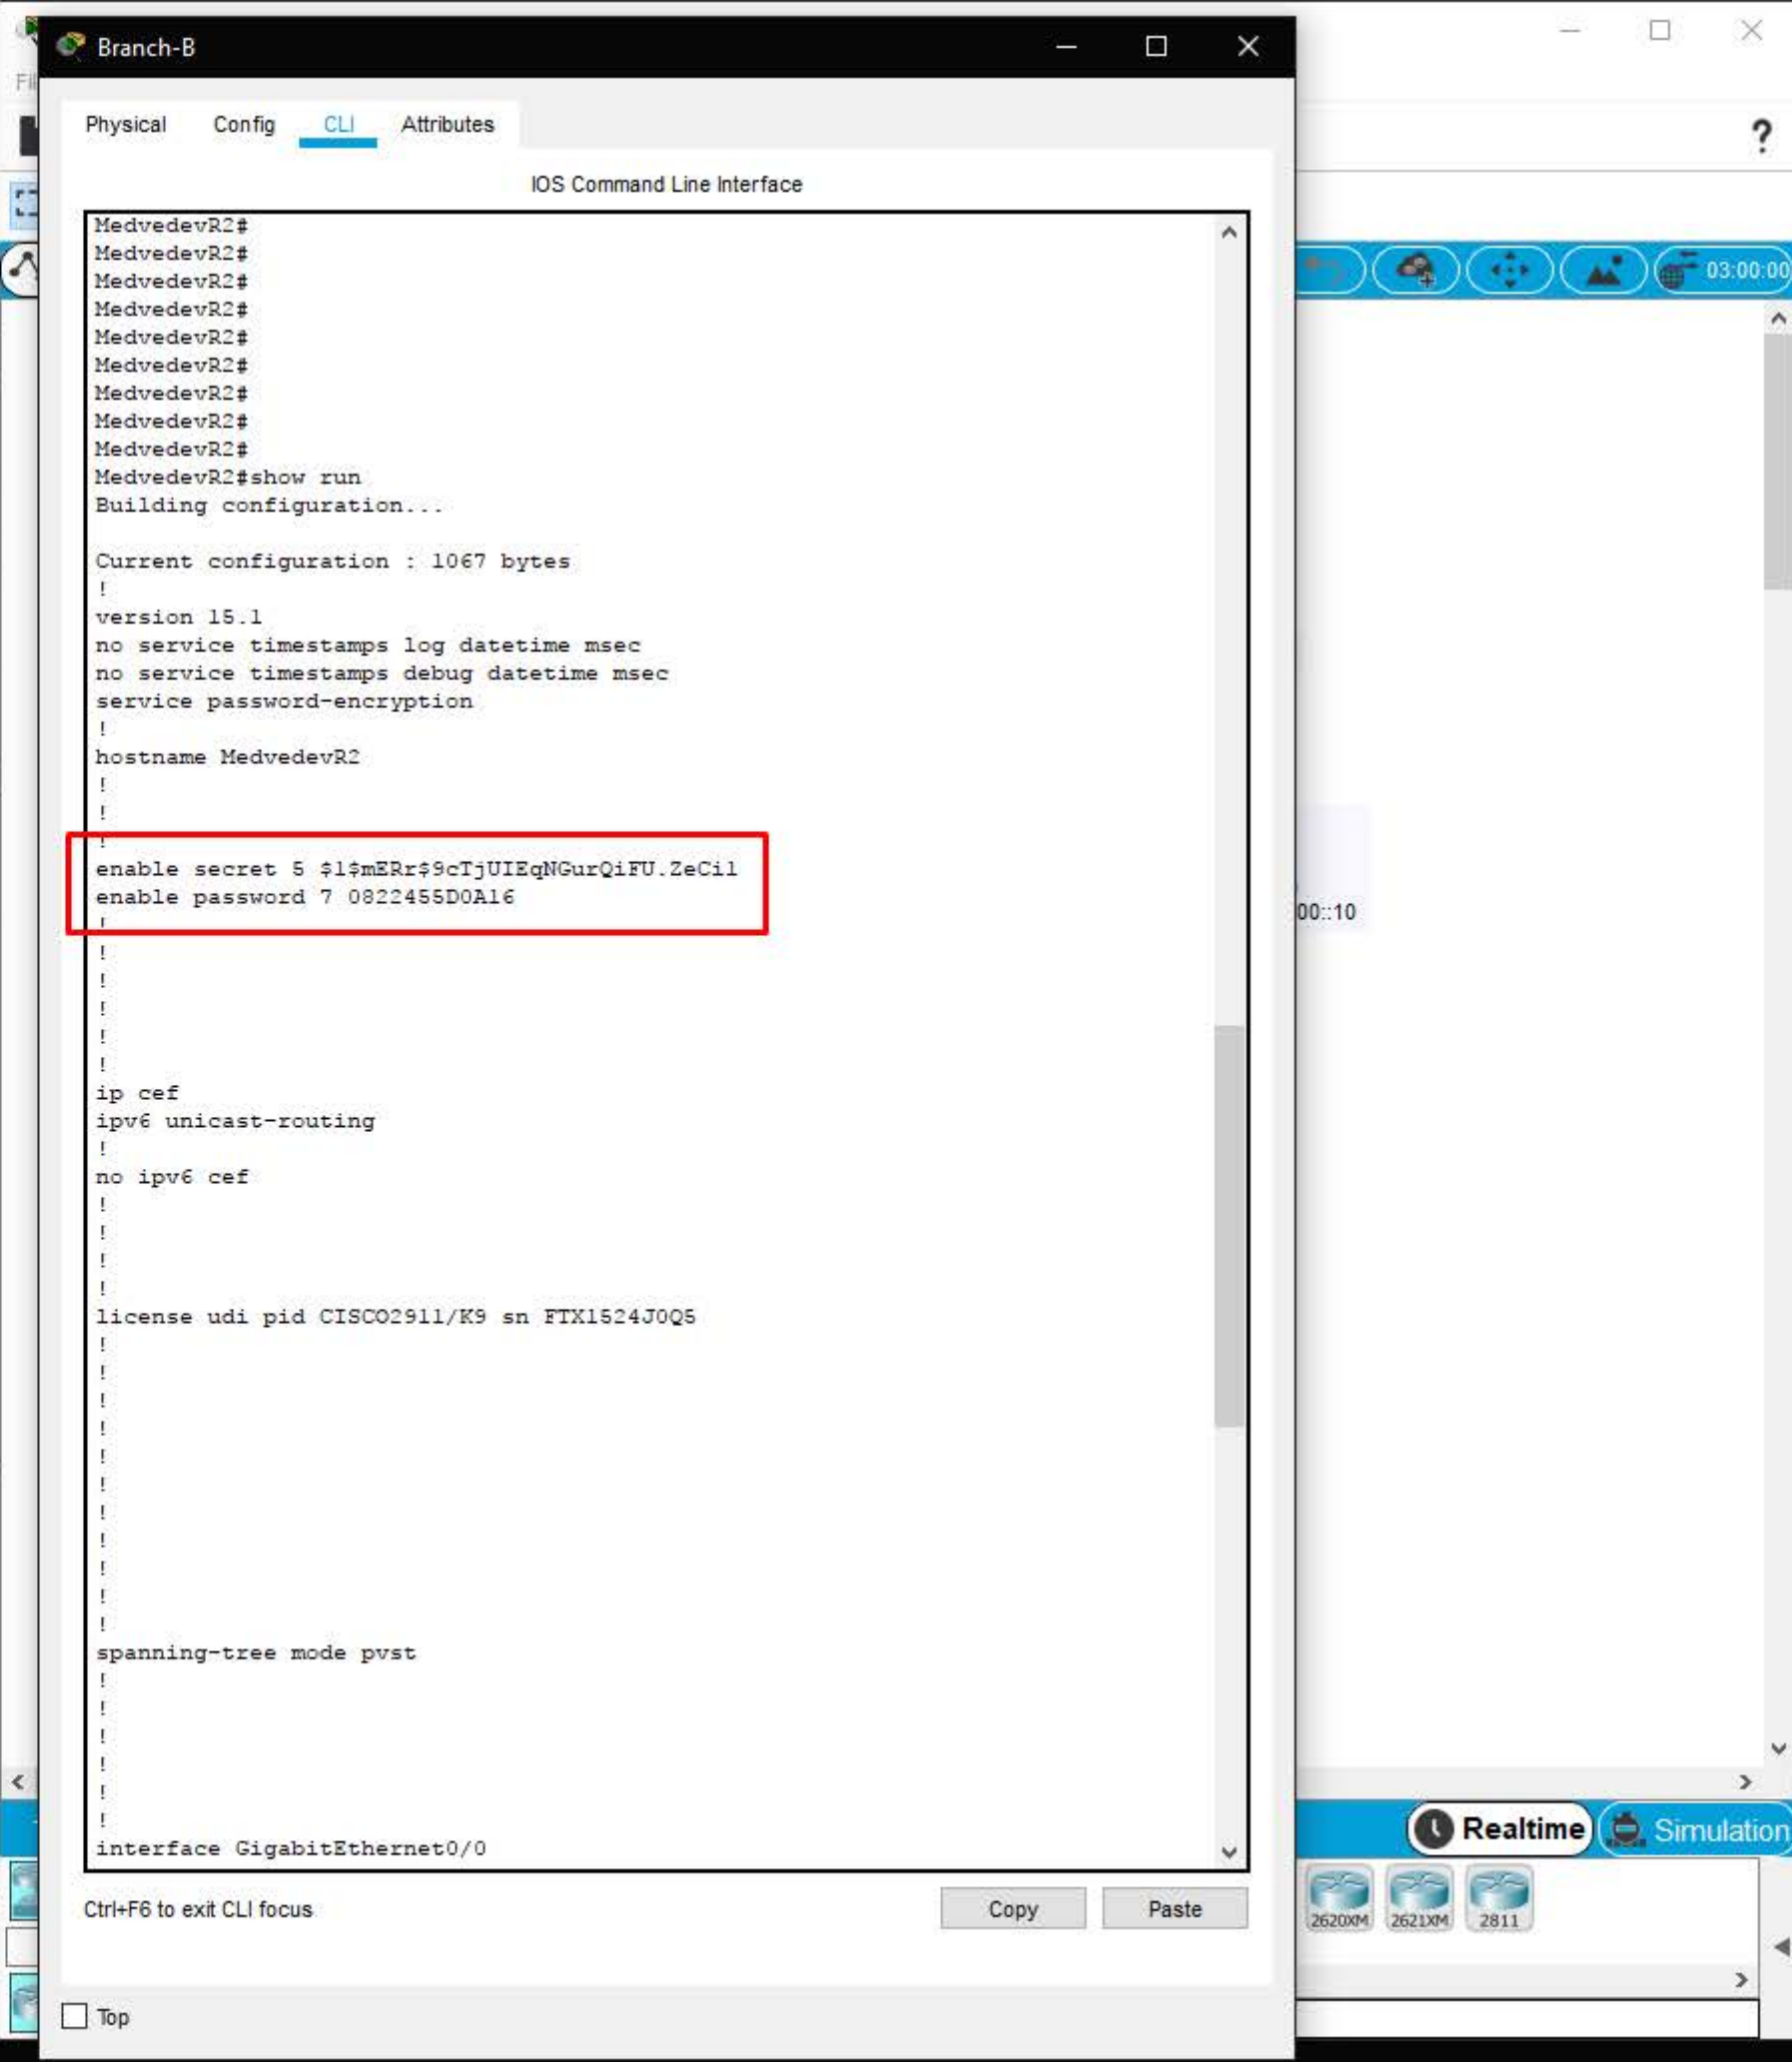 Branch-B
Fil
Physical Config CLI Attributes
?
IOS Command Line Interface
03:00:00
MedvedevR2#
MedvedevR2#
MedvedevR2#
MedvedevR2#
MedvedevR2#
MedvedevR2#
MedvedevR2#
MedvedevR2#
MedvedevR2#
MedvedevR2#show run
Building configuration...
Current configuration : 1067 bytes
!
version 15.1
no service timestamps log datetime msec
no service timestamps debug datetime msec
service password-encryption
!
hostname MedvedevR2
!
!
!
enable secret 5 $1$mERr$9cTjUIEqNGurQiFU.ZeCi1
enable password 7 0822455D0A16
!
00::10
!
!
!
!
!
ip cef
ipv6 unicast-routing
!
no ipv6 cef
!
!
!
!
license udi pid CISCO2911/K9 sn FTX1524J0Q5
!
!
!
!
!
!
!
!
!
!
!
spanning-tree mode pvst
!
!
!
!
!
!
interface GigabitEthernet0/0
Realtime Simulation
Ctrl+F6 to exit CLI focus
Copy Paste
2620XM 2621XM 2811
Top